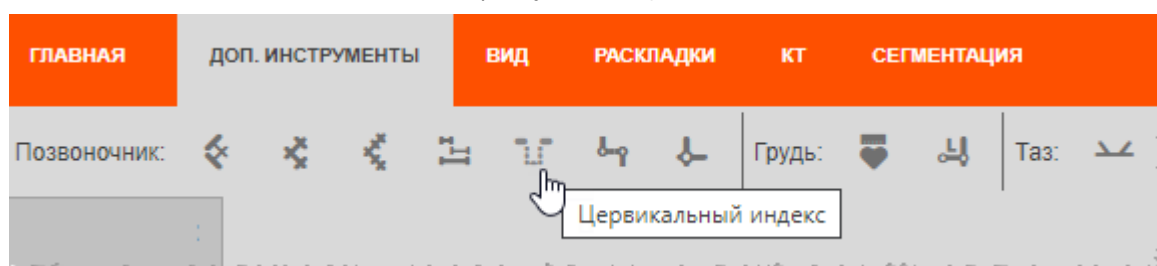 ГЛАВНАЯ ДОП. ИНСТРУМЕНТЫ ВИД РАСКЛАДКИ КТ СЕГМЕНТАЦИЯ
Позвоночник: Грудь: Таз:
Цервикальный индекс